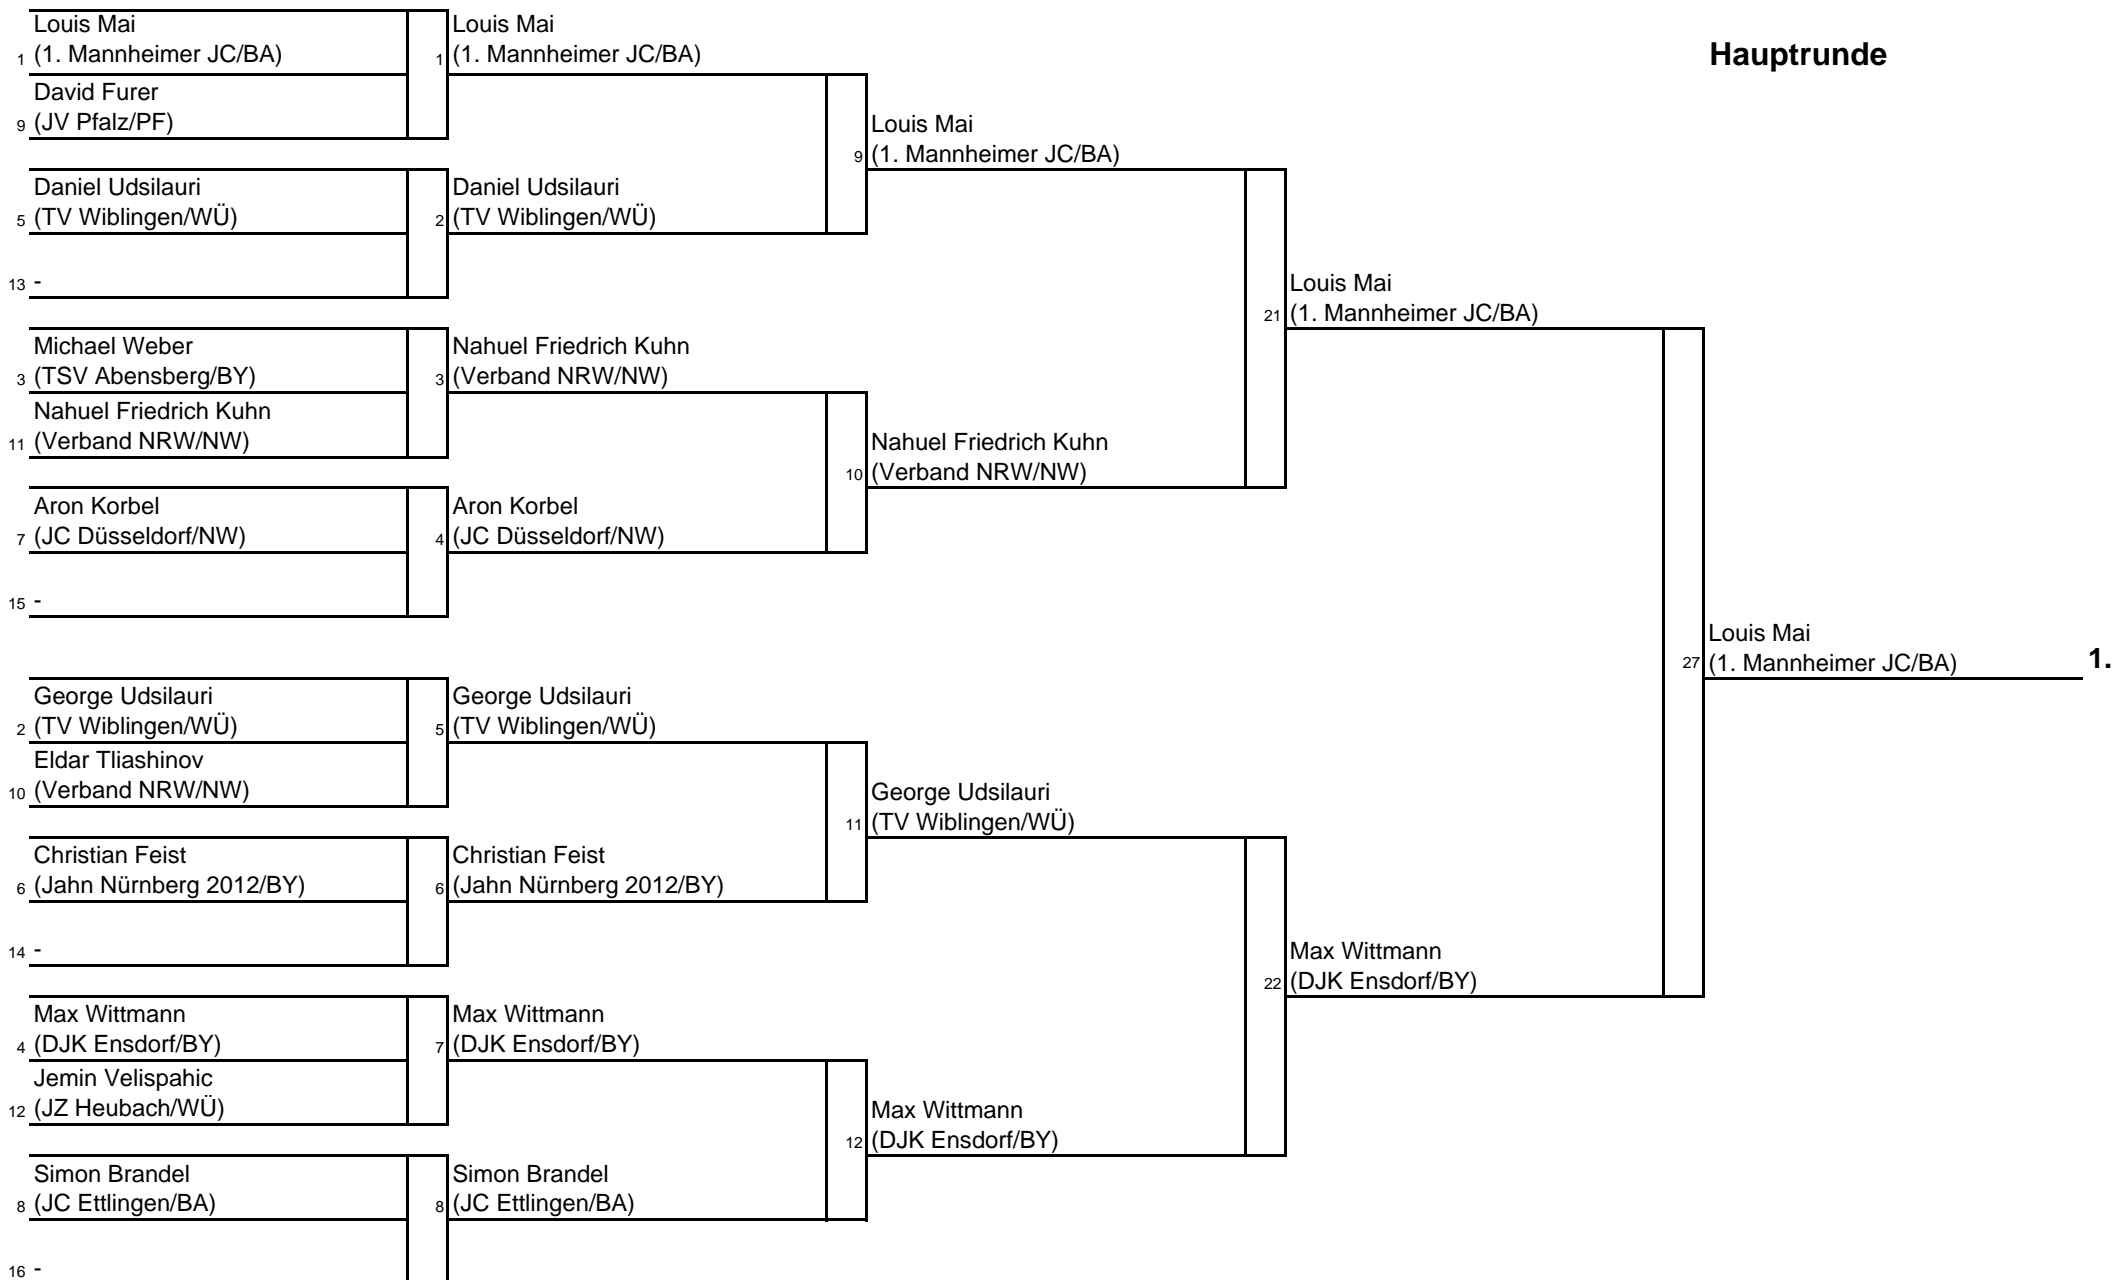 Hauptrunde
Louis Mai
1 (1. Mannheimer JC/BA)
David Furer
9 (JV Pfalz/PF)
Daniel Udsilauri
5 (TV Wiblingen/WÜ)
13 -
Michael Weber
3 (TSV Abensberg/BY)
Nahuel Friedrich Kuhn
11 (Verband NRW/NW)
Aron Korbel
7 (JC Düsseldorf/NW)
15 -
George Udsilauri
2 (TV Wiblingen/WÜ)
Eldar Tliashinov
10 (Verband NRW/NW)
Christian Feist
6 (Jahn Nürnberg 2012/BY)
14 -
Max Wittmann
4 (DJK Ensdorf/BY)
Jemin Velispahic
12 (JZ Heubach/WÜ)
Simon Brandel
8 (JC Ettlingen/BA)
16 -
Louis Mai
1 (1. Mannheimer JC/BA)
Daniel Udsilauri
2 (TV Wiblingen/WÜ)
Nahuel Friedrich Kuhn
3 (Verband NRW/NW)
Aron Korbel
4 (JC Düsseldorf/NW)
George Udsilauri
5 (TV Wiblingen/WÜ)
Christian Feist
6 (Jahn Nürnberg 2012/BY)
Max Wittmann
7 (DJK Ensdorf/BY)
Simon Brandel
8 (JC Ettlingen/BA)
Louis Mai
9 (1. Mannheimer JC/BA)
Nahuel Friedrich Kuhn
10 (Verband NRW/NW)
George Udsilauri
11 (TV Wiblingen/WÜ)
Max Wittmann
12 (DJK Ensdorf/BY)
Louis Mai
21 (1. Mannheimer JC/BA)
Max Wittmann
22 (DJK Ensdorf/BY)
Louis Mai
27 (1. Mannheimer JC/BA) 1.